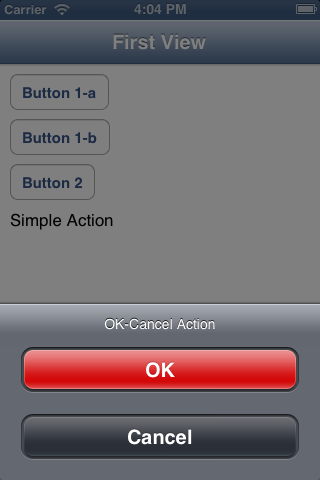 Carrier 4:04 PM
First View
Button 1-a
Button 1-b
Button 2
Simple Action
OK-Cancel Action
OK
Cancel